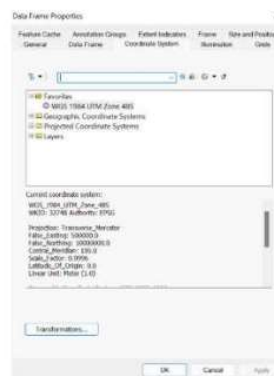 Data Frame Properties
Feature Cache Annotation Groups Extent Indicators Frame Size and Position
General Data Frame Coordinate System Illumination Grids
Favorites
WGS 1984 UTM Zone 48S
Geographic Coordinate Systems
Projected Coordinate Systems
Layers
Current coordinate system:
WGS_1984_UTM_Zone_48S
WKID: 32748 Authority: EPSG
Projection: Transverse_Mercator
False_Easting: 500000.0
False_Northing: 10000000.0
Central_Meridian: 105.0
Scale_Factor: 0.9996
Latitude_Of_Origin: 0.0
Linear Unit: Meter (1.0)
Transformations...
OK Cancel Apply